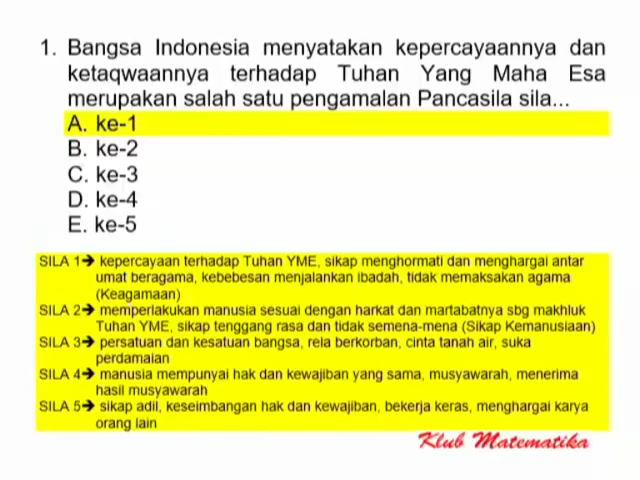 1. Bangsa Indonesia menyatakan kepercayaannya dan
ketaqwaannya terhadap Tuhan Yang Maha Esa
merupakan salah satu pengamalan Pancasila sila...
A. ke-1
B. ke-2
C. ke-3
D. ke-4
E. ke-5
SILA 1➔ kepercayaan terhadap Tuhan YME, sikap menghormati dan menghargai antar
umat beragama, kebebesan menjalankan ibadah, tidak memaksakan agama
(Keagamaan)
SILA 2➔ memperlakukan manusia sesuai dengan harkat dan martabatnya sbg makhluk
Tuhan YME, sikap tenggang rasa dan tidak semena-mena (Sikap Kemanusiaan)
SILA 3➔ persatuan dan kesatuan bangsa, rela berkorban, cinta tanah air, suka
perdamaian
SILA 4➔ manusia mempunyai hak dan kewajiban yang sama, musyawarah, menerima
hasil musyawarah
SILA 5➔ sikap adil, keseimbangan hak dan kewajiban, bekerja keras, menghargai karya
orang lain
Klub Matematika